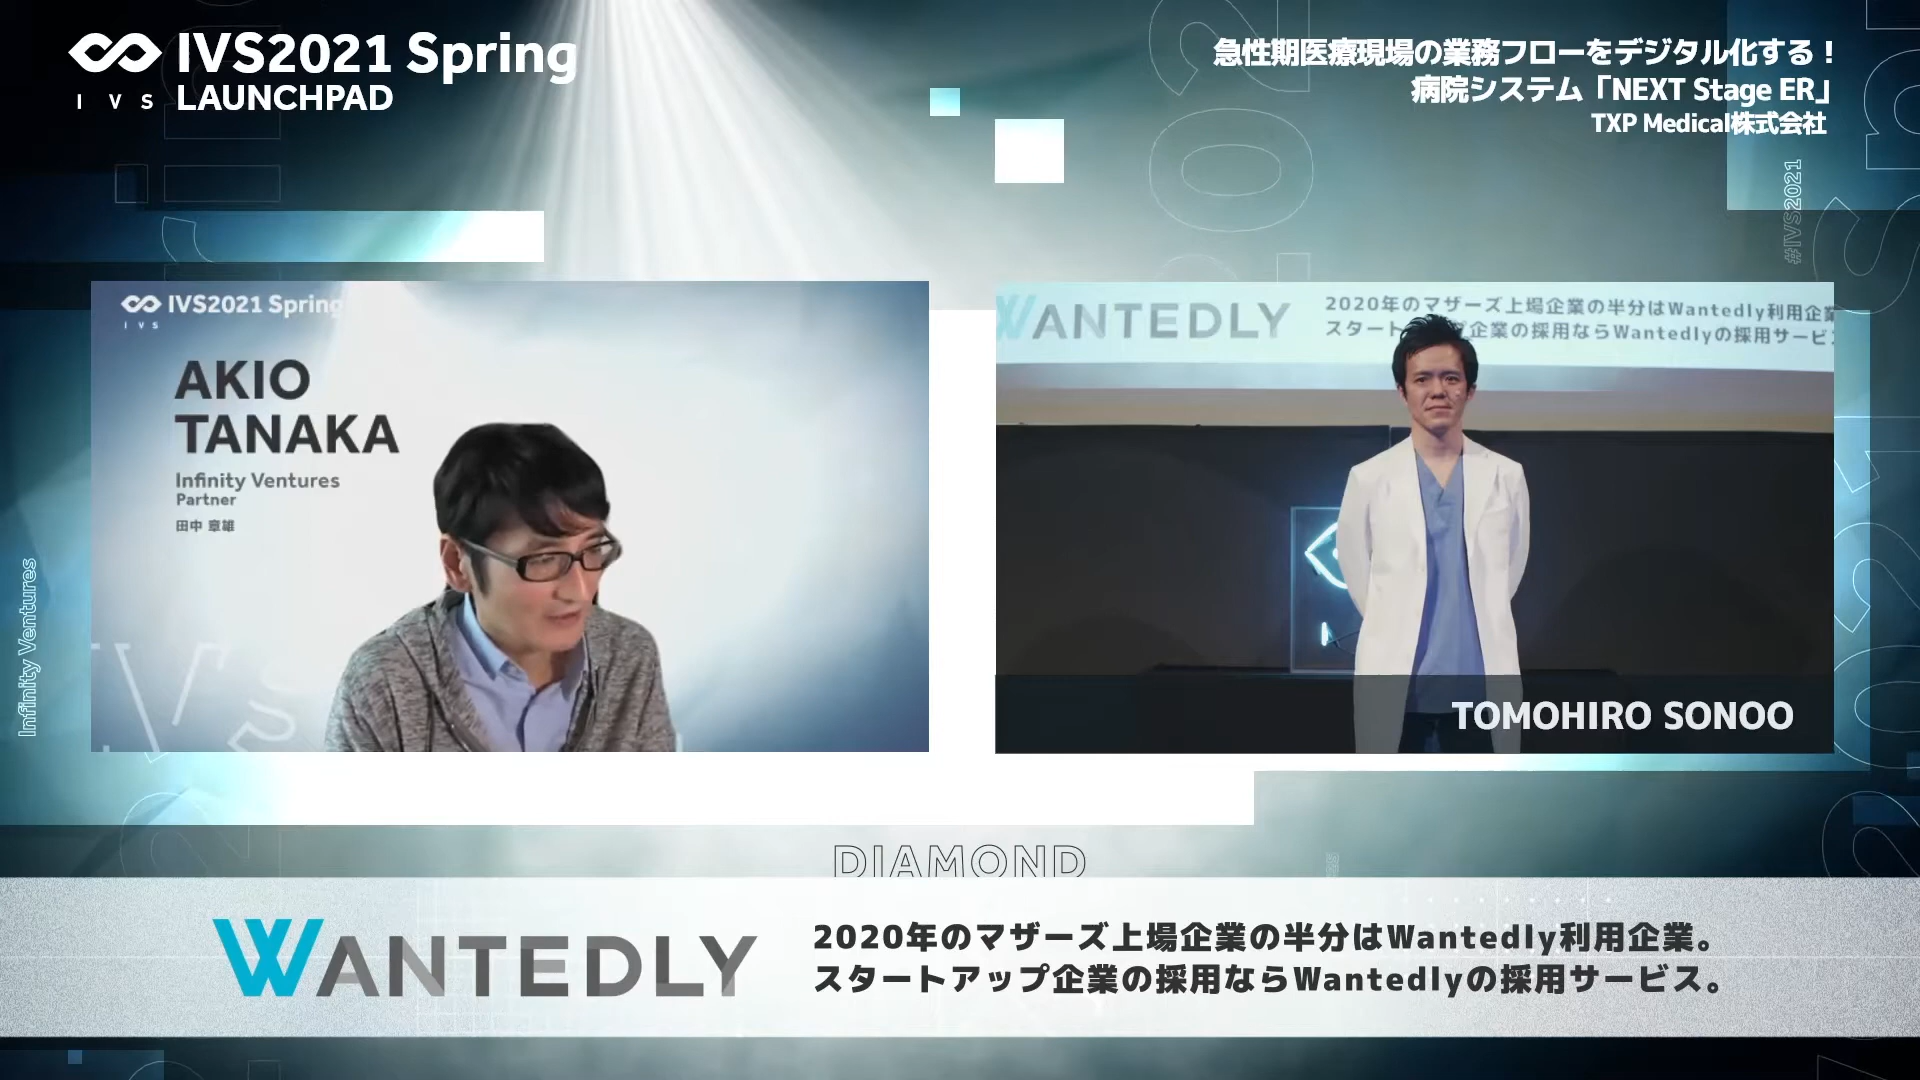 IVS2021 Spring
LAUNCHPAD
IVS
急性期医療現場の業務フローをデジタル化する！
病院システム「NEXT Stage ER」
TXP Medical株式会社
#IVS2021
IVS2021 Spring
IVS
AKIO
TANAKA
Infinity Ventures
Partner
田中 章雄
WANTEDLY
2020年のマザーズ上場企業の半分はWantedly利用企業
スタート プ企業の採用ならWantedlyの採用サービ
TOMOHIRO SONOO
Infinity Ventures
DIAMOND
WANTEDLY
2020年のマザーズ上場企業の半分はWantedly利用企業。
スタートアップ企業の採用ならWantedlyの採用サービス。